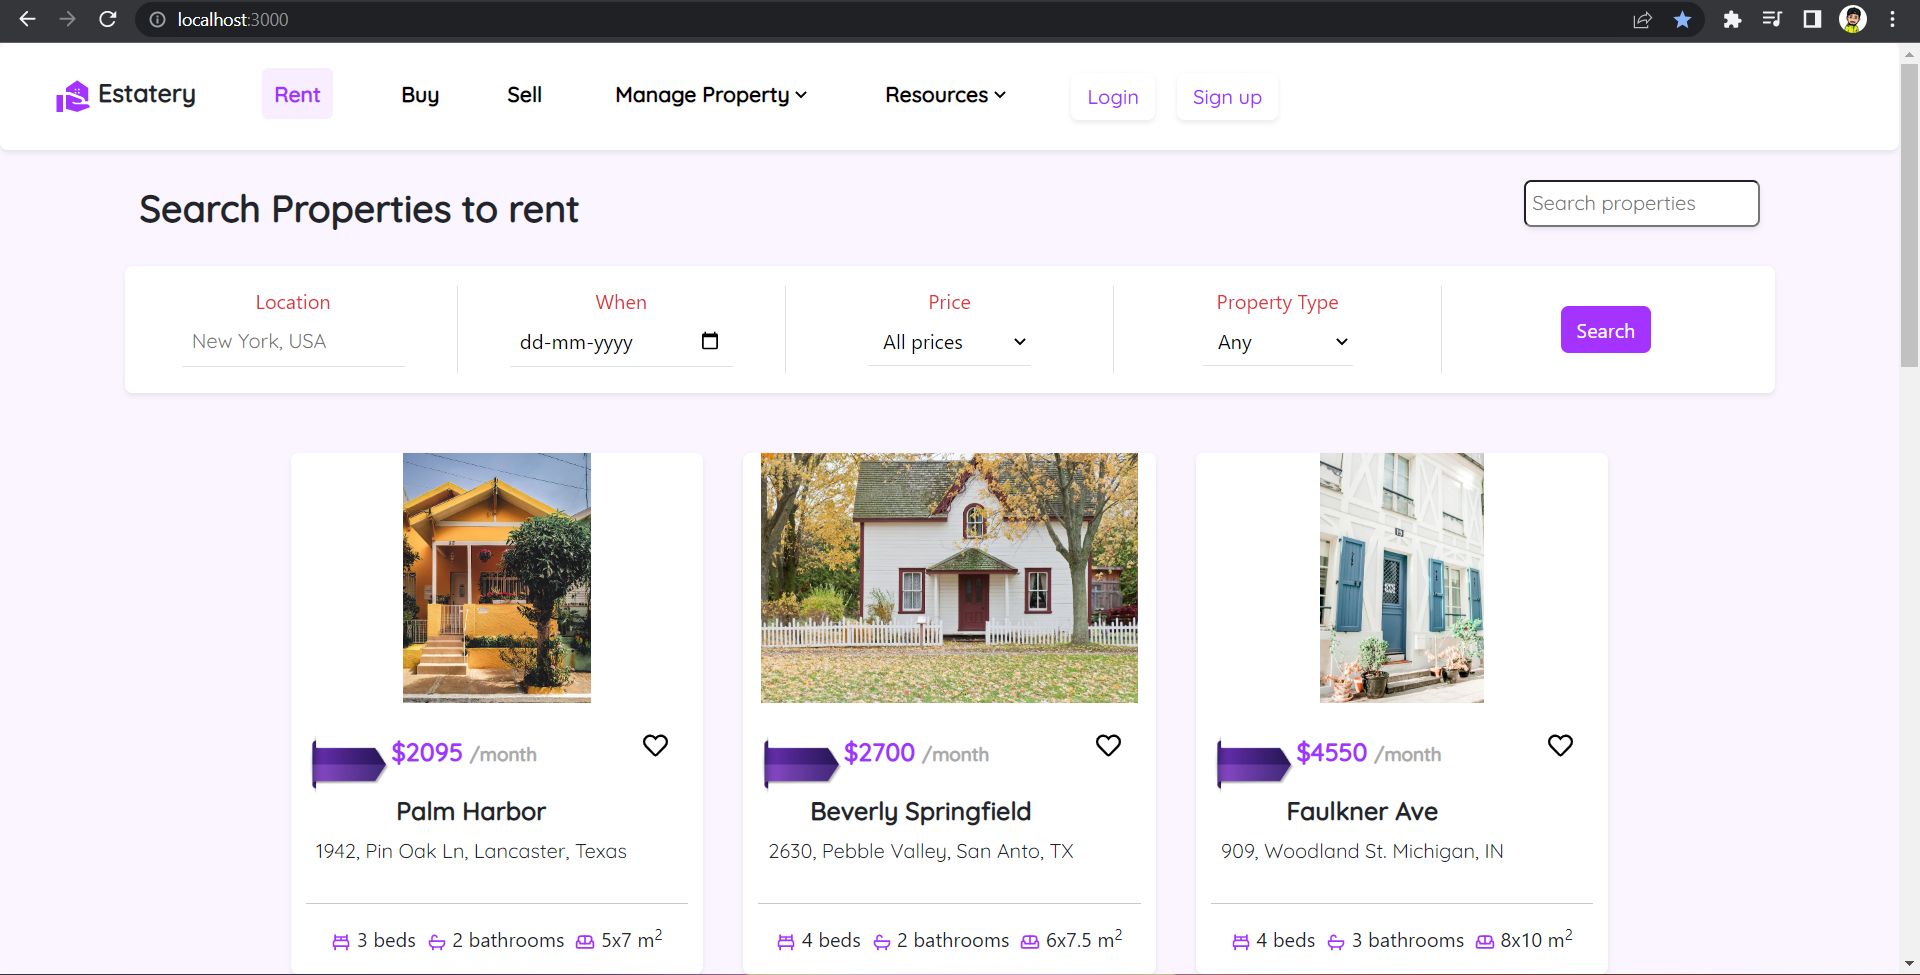 localhost:3000
Estatery Rent Buy Sell Manage Property Resources Login Sign up
Search Properties to rent
Search properties
Location When Price Property Type
New York, USA dd-mm-yyyy All prices Any Search
$2095 /month $2700 /month $4550 /month
Palm Harbor Beverly Springfield Faulkner Ave
1942, Pin Oak Ln, Lancaster, Texas 2630, Pebble Valley, San Anto, TX 909, Woodland St. Michigan, IN
3 beds 2 bathrooms 5x7 m² 4 beds 2 bathrooms 6x7.5 m² 4 beds 3 bathrooms 8x10 m²